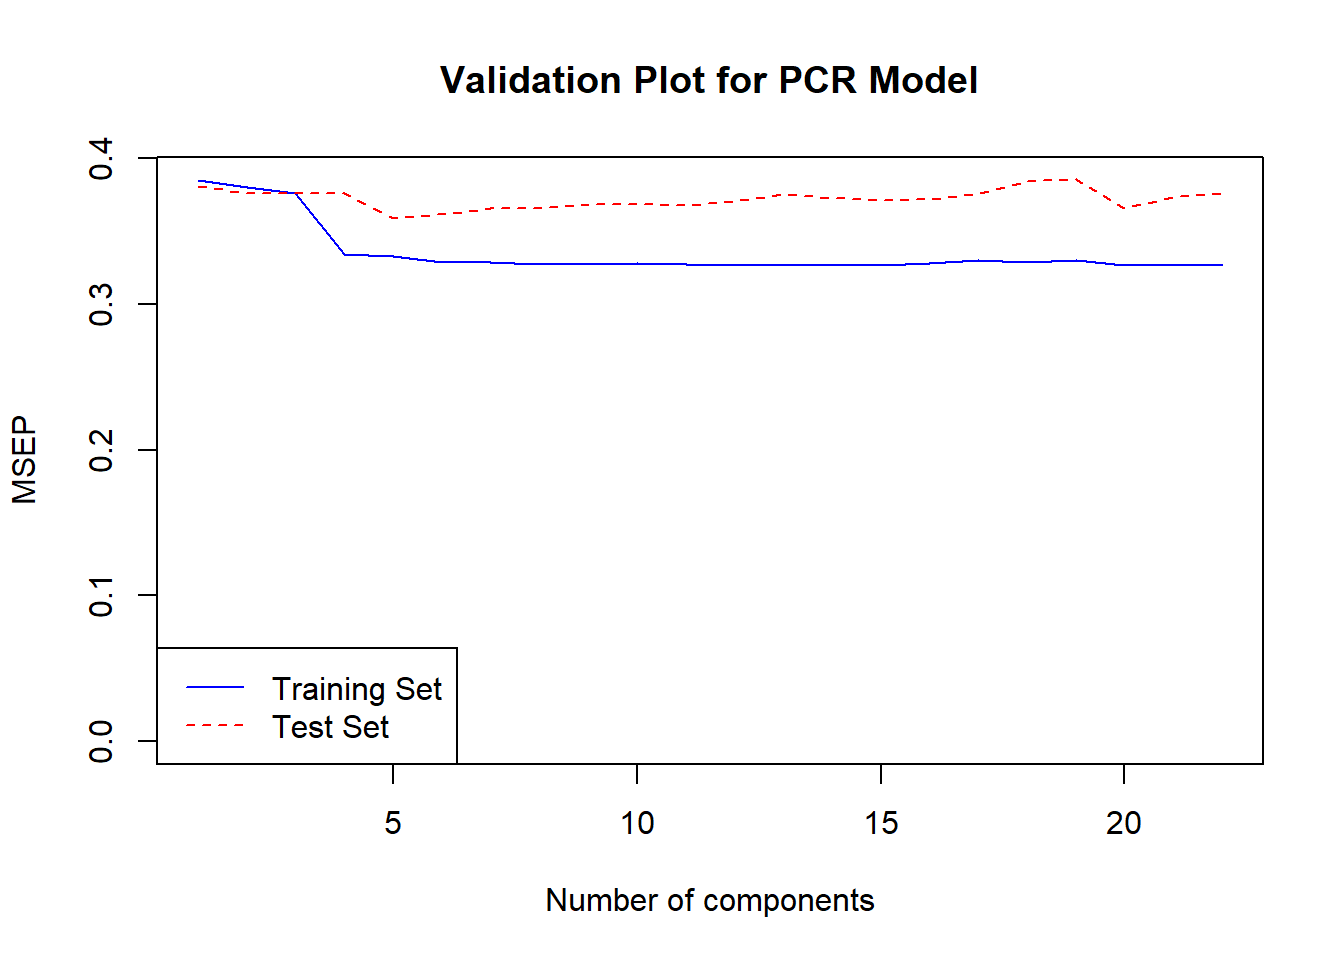 Validation Plot for PCR Model
MSEP
0.4
0.3
0.2
0.1
0.0
Training Set
Test Set
5 10 15 20
Number of components